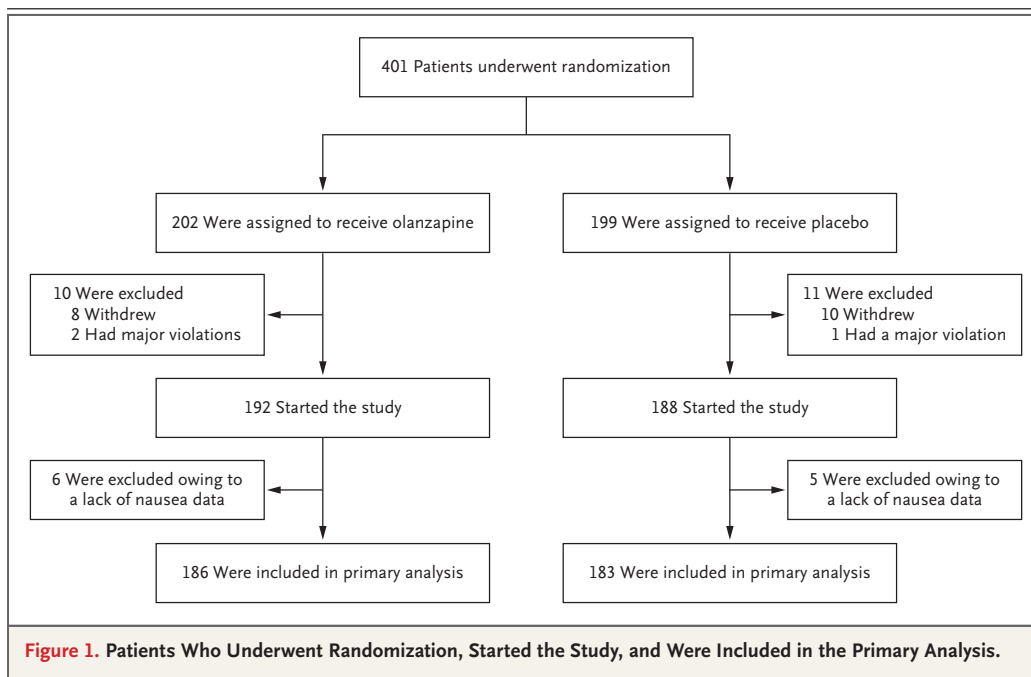 401 Patients underwent randomization
202 Were assigned to receive olanzapine
199 Were assigned to receive placebo
10 Were excluded
8 Withdrew
2 Had major violations
11 Were excluded
10 Withdrew
1 Had a major violation
192 Started the study
188 Started the study
6 Were excluded owing to
a lack of nausea data
5 Were excluded owing to
a lack of nausea data
186 Were included in primary analysis
183 Were included in primary analysis
Figure 1. Patients Who Underwent Randomization, Started the Study, and Were Included in the Primary Analysis.